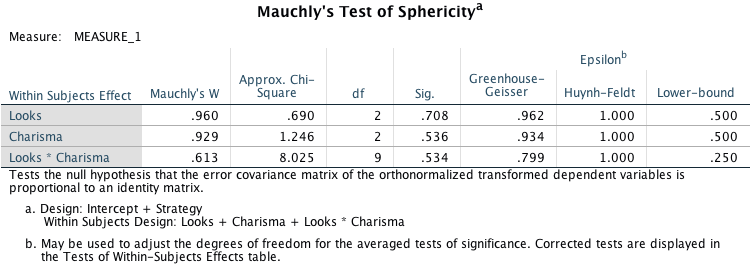 Mauchly's Test of Sphericityᵃ
Measure: MEASURE_1
Epsilonᵇ
Within Subjects Effect Mauchly's W Approx. Chi-Square df Sig. Greenhouse-Geisser Huynh-Feldt Lower-bound
Looks .960 .690 2 .708 .962 1.000 .500
Charisma .929 1.246 2 .536 .934 1.000 .500
Looks * Charisma .613 8.025 9 .534 .799 1.000 .250
Tests the null hypothesis that the error covariance matrix of the orthonormalized transformed dependent variables is
proportional to an identity matrix.
a. Design: Intercept + Strategy
Within Subjects Design: Looks + Charisma + Looks * Charisma
b. May be used to adjust the degrees of freedom for the averaged tests of significance. Corrected tests are displayed in
the Tests of Within-Subjects Effects table.